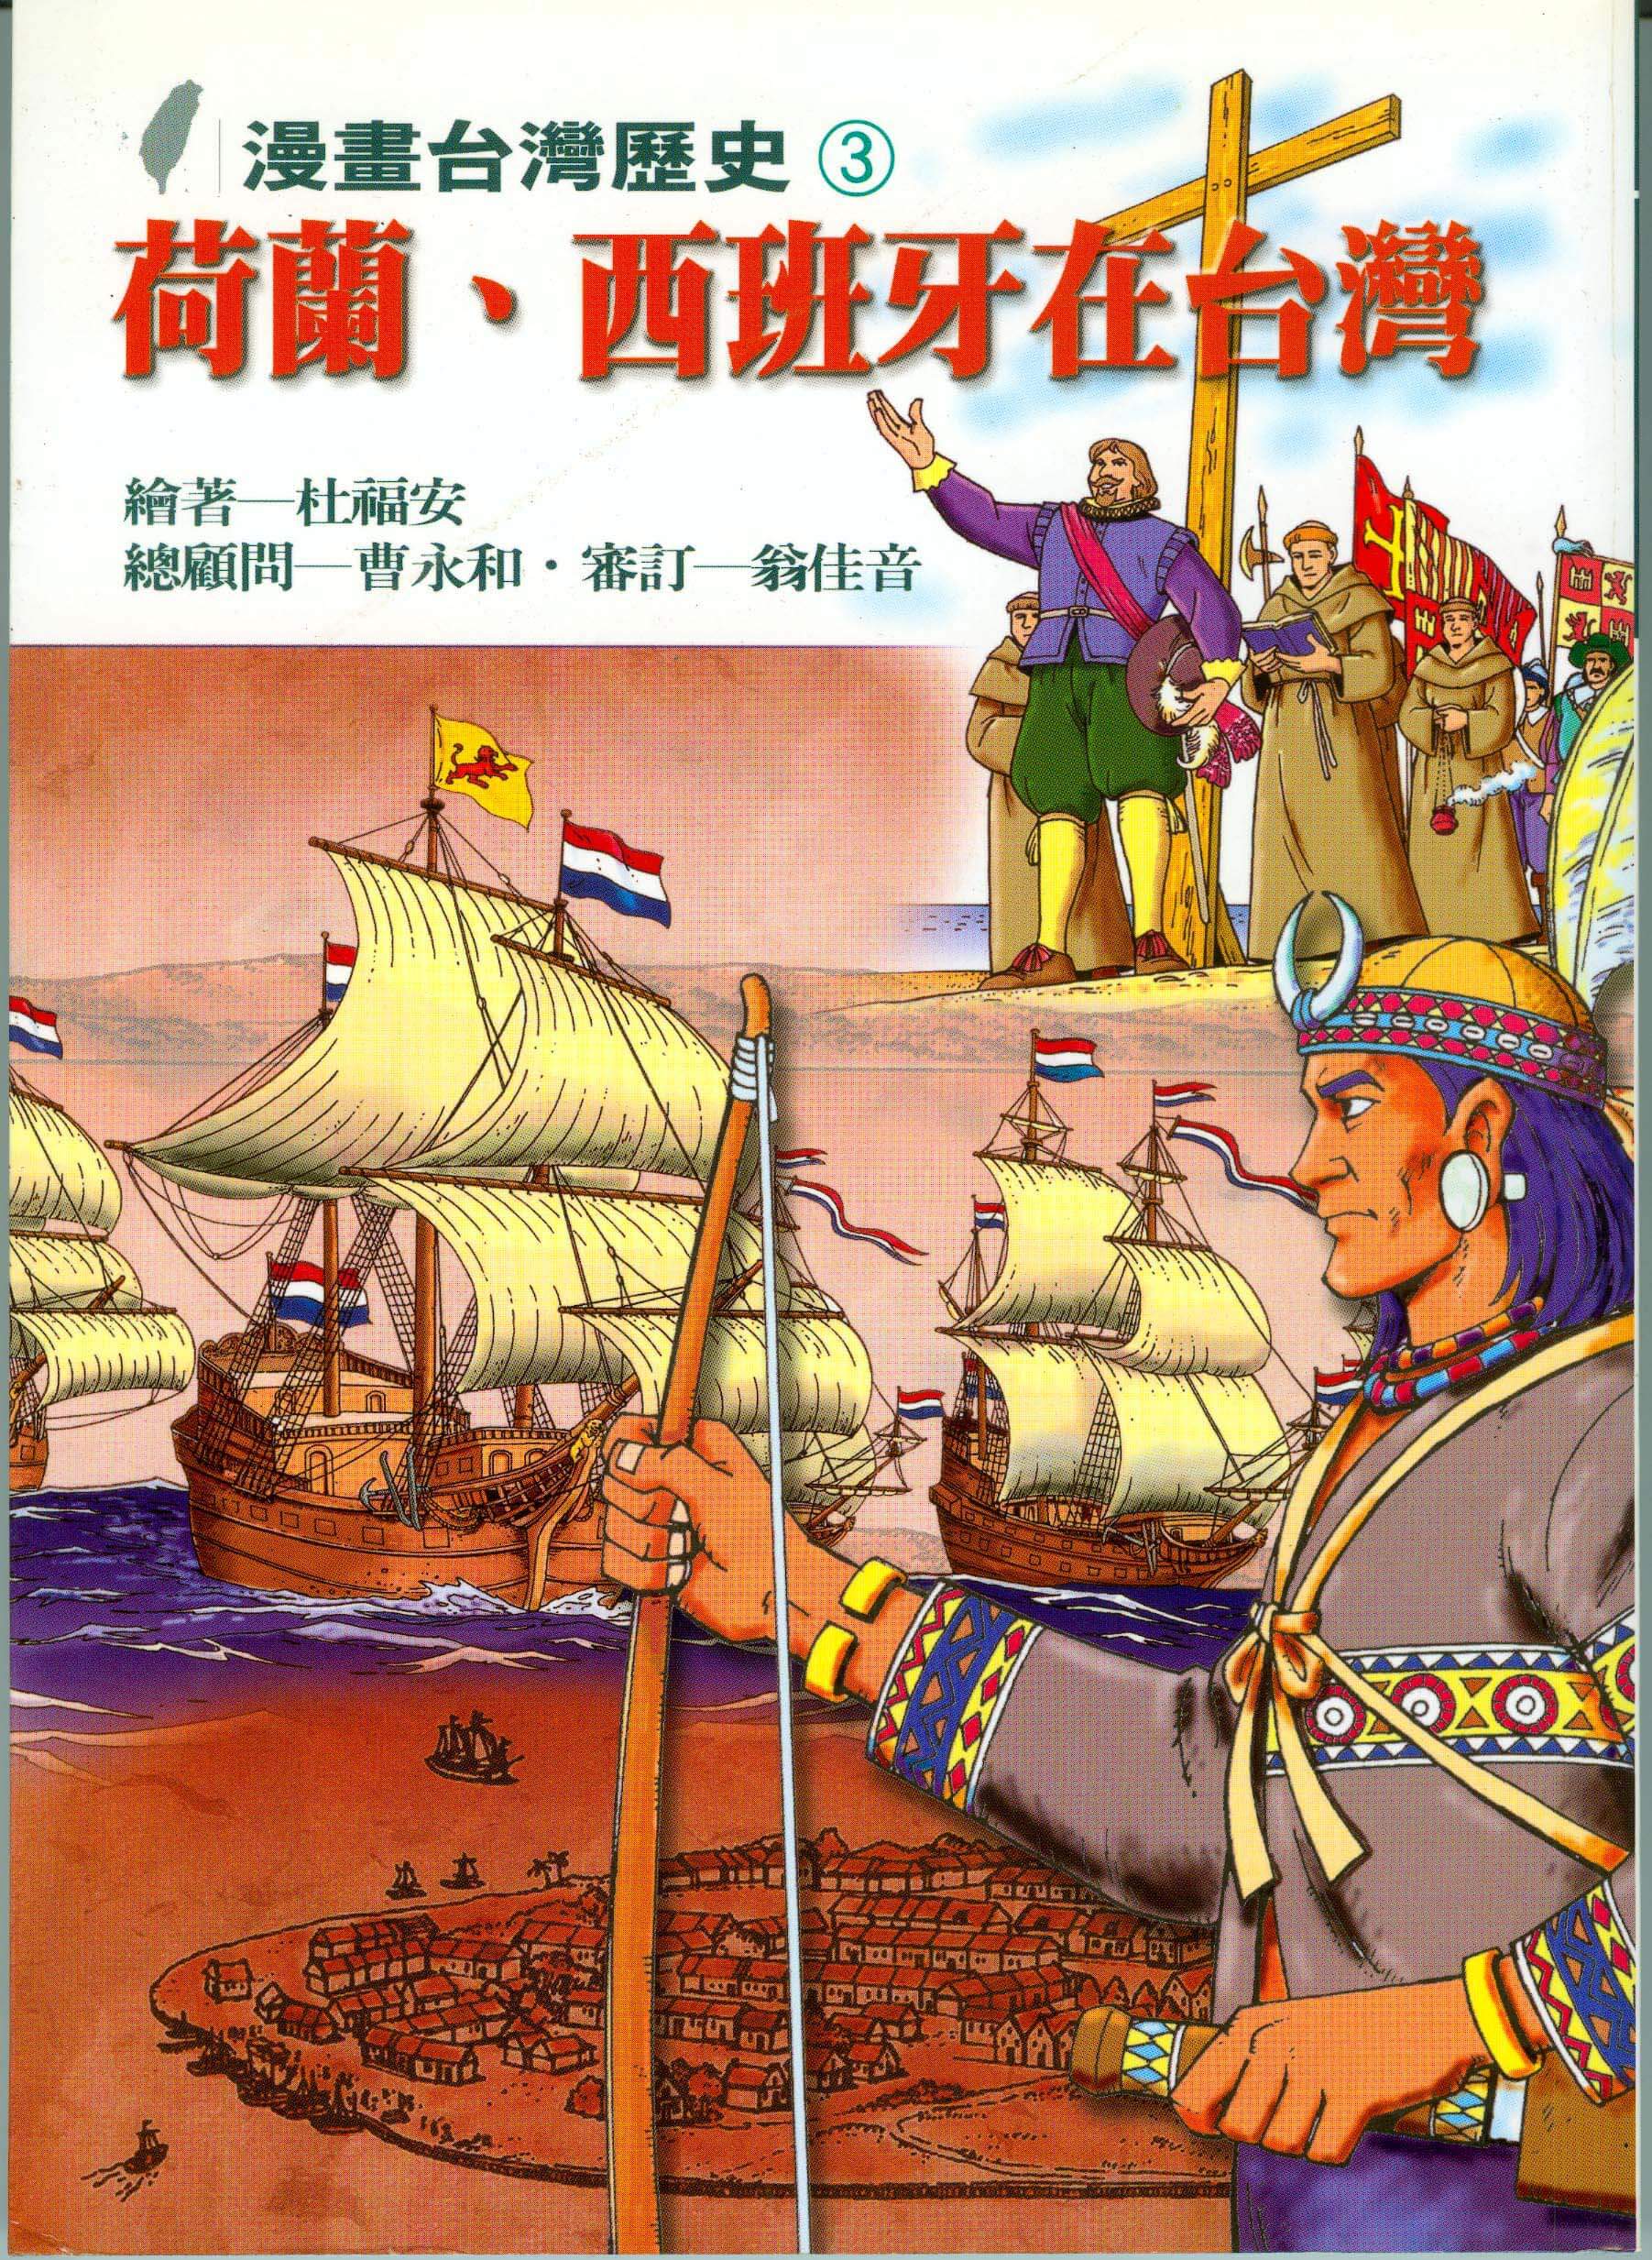 漫畫台灣歷史 ③
荷蘭、西班牙在台灣
繪著—杜福安
總顧問—曹永和・審訂—翁佳音